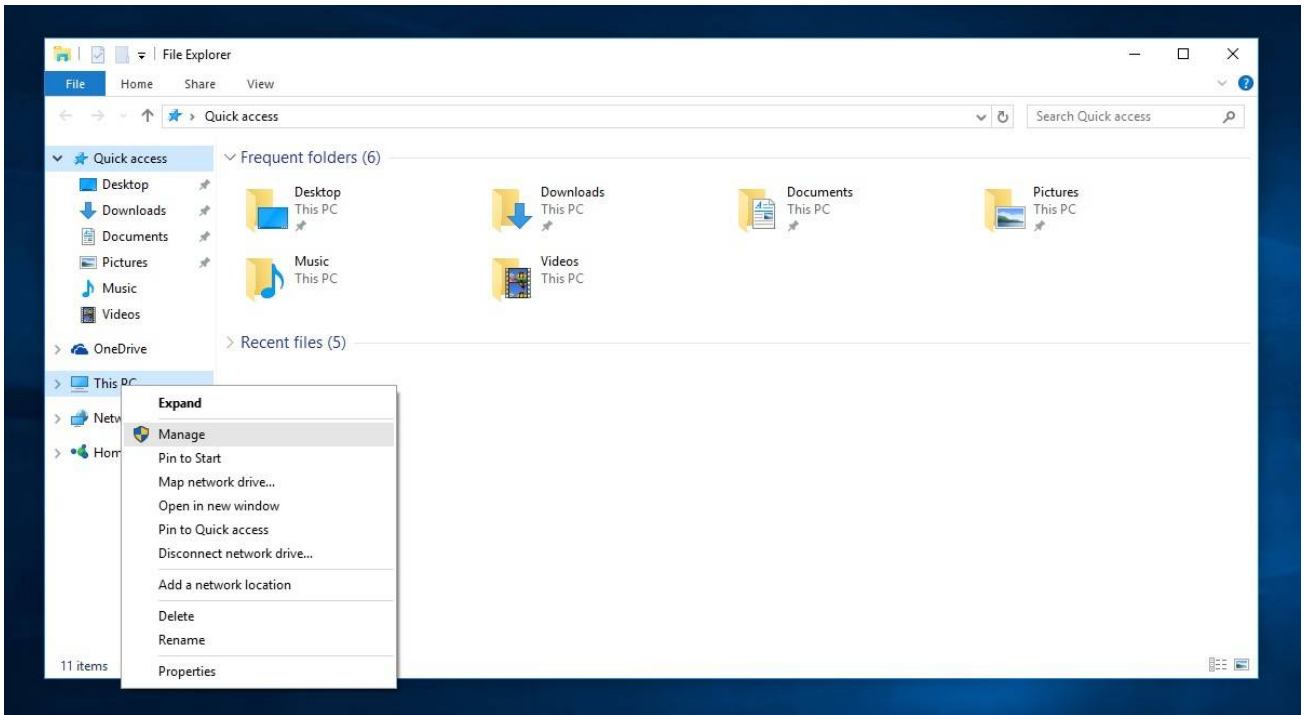 File Explorer
File Home Share View
Quick access
Search Quick access
Quick access
Desktop
Downloads
Documents
Pictures
Music
Videos
OneDrive
This PC
Netw
Hom
11 items
Frequent folders (6)
Desktop
This PC
Downloads
This PC
Documents
This PC
Pictures
This PC
Music
This PC
Videos
This PC
Recent files (5)
Expand
Manage
Pin to Start
Map network drive...
Open in new window
Pin to Quick access
Disconnect network drive...
Add a network location
Delete
Rename
Properties